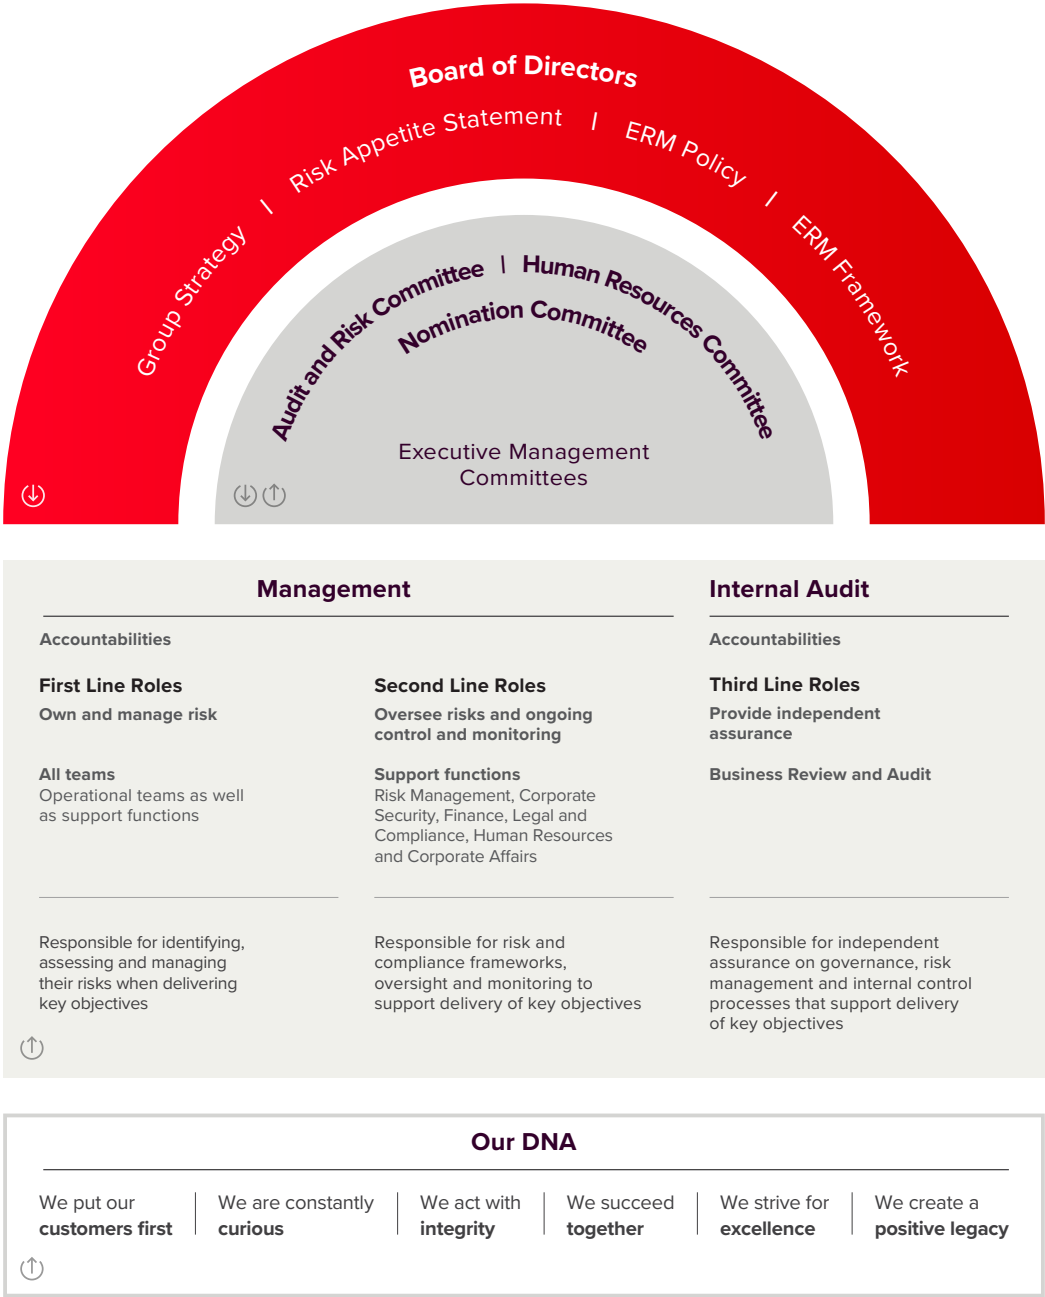 Board of Directors
Group Strategy | Risk Appetite Statement | ERM Policy | ERM Framework
Audit and Risk Committee | Human Resources Committee
Nomination Committee
Executive Management
Committees
Management
Accountabilities
First Line Roles
Own and manage risk
All teams
Operational teams as well
as support functions
Responsible for identifying,
assessing and managing
their risks when delivering
key objectives
Second Line Roles
Oversee risks and ongoing
control and monitoring
Support functions
Risk Management, Corporate
Security, Finance, Legal and
Compliance, Human Resources
and Corporate Affairs
Responsible for risk and
compliance frameworks,
oversight and monitoring to
support delivery of key objectives
Internal Audit
Accountabilities
Third Line Roles
Provide independent
assurance
Business Review and Audit
Responsible for independent
assurance on governance, risk
management and internal control
processes that support delivery
of key objectives
Our DNA
We put our
customers first
We are constantly
curious
We act with
integrity
We succeed
together
We strive for
excellence
We create a
positive legacy